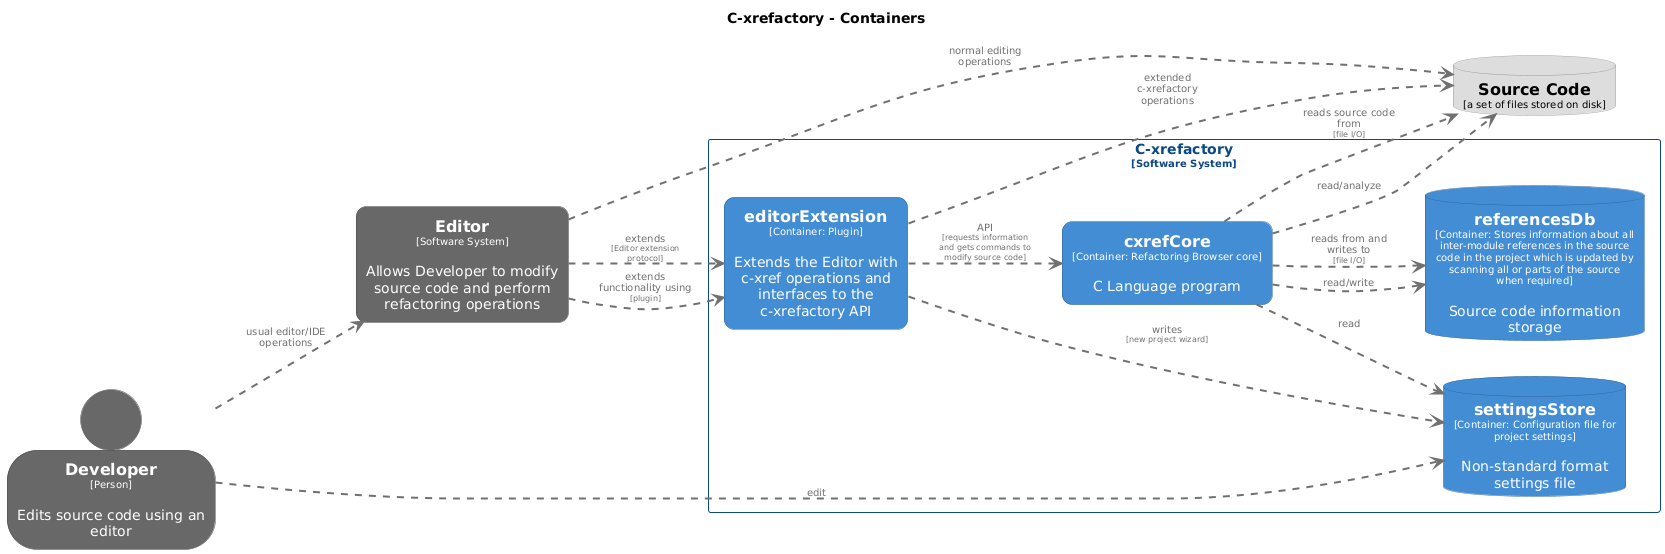 C-xrefactory - Containers
normal editing
operations
extended
c-xrefactory
operations
Source Code
[a set of files stored on disk]
reads source code
from
[file I/O]
C-xrefactory
[Software System]
read/analyze
Editor
[Software System]
Allows Developer to modify
source code and perform
refactoring operations
extends
[Editor extension
protocol]
extends
functionality using
[plugin]
editorExtension
[Container: Plugin]
Extends the Editor with
c-xref operations and
interfaces to the
c-xrefactory API
API
[requests information
and gets commands to
modify source code]
cxrefCore
[Container: Refactoring Browser core]
C Language program
reads from and
writes to
[file I/O]
read/write
referencesDb
[Container: Stores information about all
inter-module references in the source
code in the project which is updated by
scanning all or parts of the source
when required]
Source code information
storage
usual editor/IDE
operations
writes
[new project wizard]
read
settingsStore
[Container: Configuration file for
project settings]
Non-standard format
settings file
Developer
[Person]
Edits source code using an
editor
edit